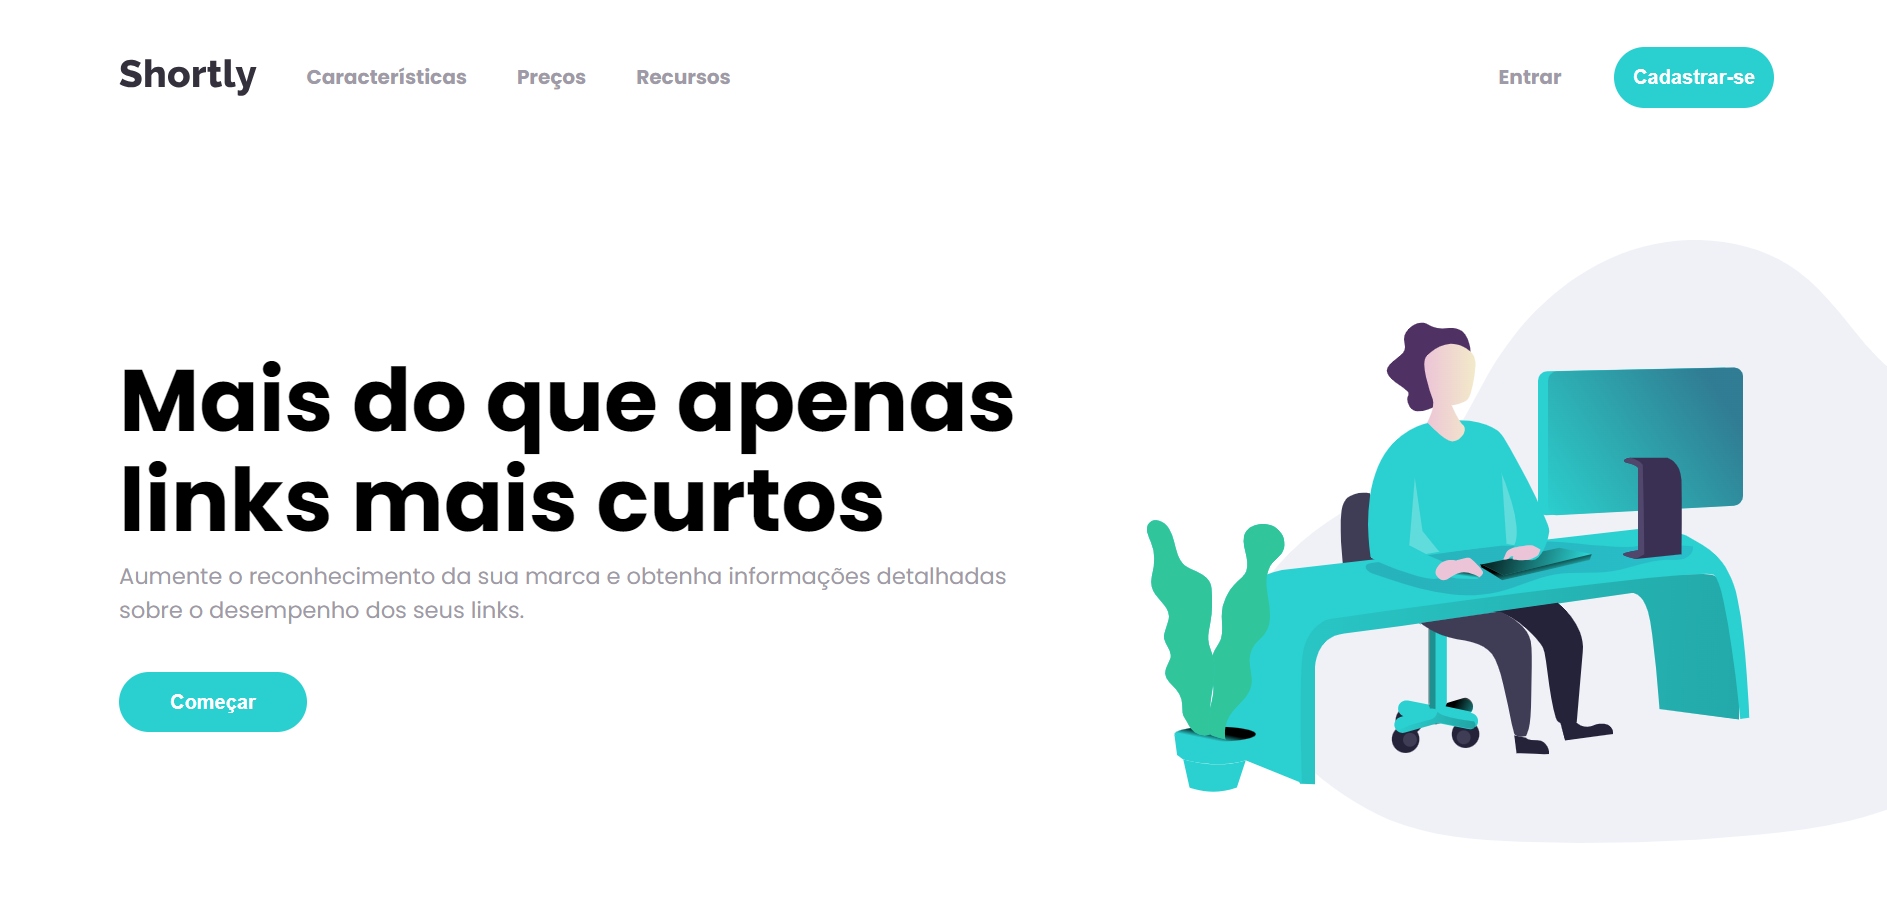 Shortly Características Preços Recursos Entrar Cadastrar-se
Mais do que apenas
links mais curtos
Aumente o reconhecimento da sua marca e obtenha informações detalhadas
sobre o desempenho dos seus links.
Começar